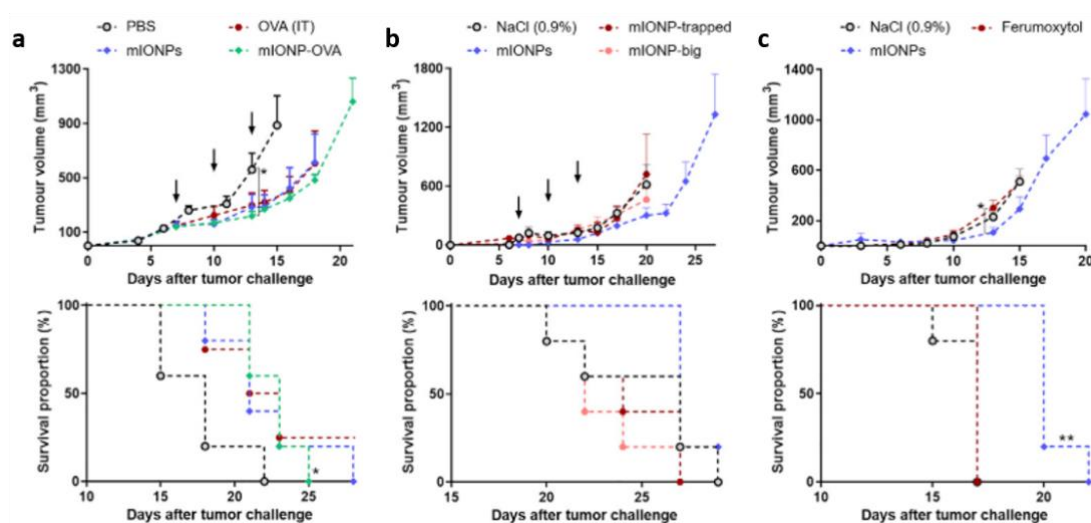 a
PBS
OVA (IT)
mIONPs
mIONP-OVA
Tumour volume (mm³)
1300
900
500
100
*
0
5
10
15
20
Days after tumor challenge
b
NaCl (0.9%)
mIONP-trapped
mIONPs
mIONP-big
Tumour volume (mm³)
1800
1200
600
0
0
5
10
15
20
25
Days after tumor challenge
c
NaCl (0.9%)
Ferumoxytol
mIONPs
Tumour volume (mm³)
1400
1000
600
200
*
0
5
10
15
20
Days after tumor challenge
Survival proportion (%)
100
50
0
*
10
15
20
25
Days after tumor challenge
Survival proportion (%)
100
50
0
15
20
25
Days after tumor challenge
Survival proportion (%)
100
50
0
**
10
15
20
Days after tumor challenge